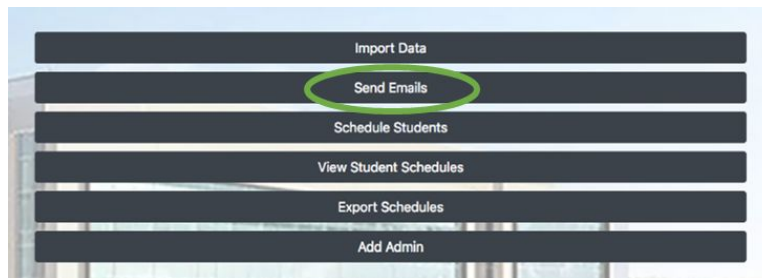 Import Data
Send Emails
Schedule Students
View Student Schedules
Export Schedules
Add Admin